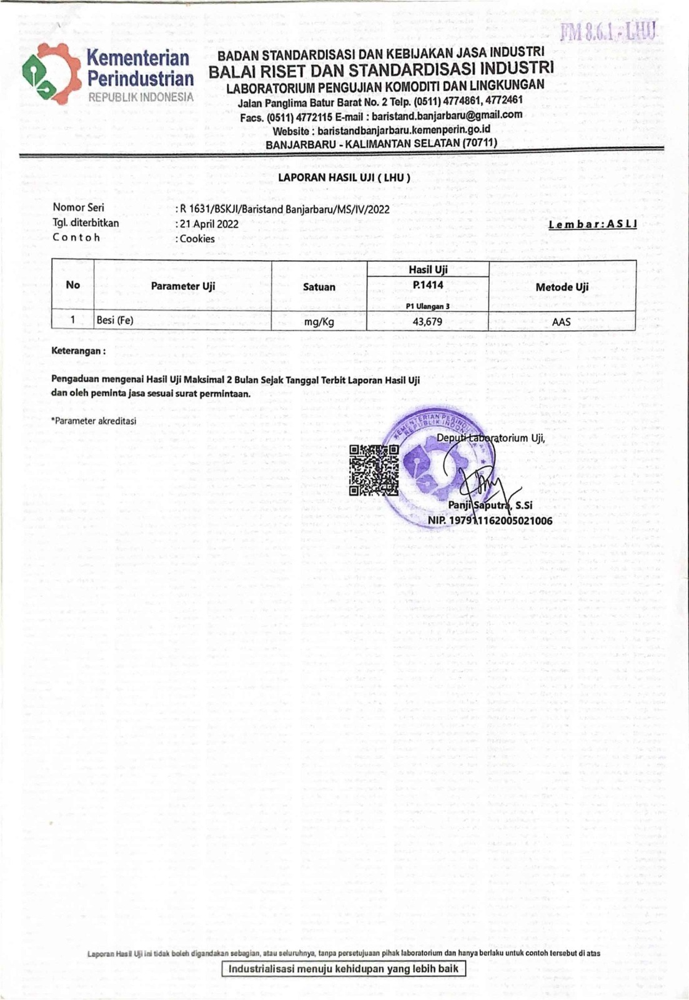 FM 8.6.1 - LHU
Kementerian
Perindustrian
REPUBLIK INDONESIA
BADAN STANDARDISASI DAN KEBIJAKAN JASA INDUSTRI
BALAI RISET DAN STANDARDISASI INDUSTRI
LABORATORIUM PENGUJIAN KOMODITI DAN LINGKUNGAN
Jalan Panglima Batur Barat No. 2 Telp. (0511) 4774861, 4772461
Facs. (0511) 4772115 E-mail : baristand.banjarbaru@gmail.com
Website : baristandbanjarbaru.kemenperin.go.id
BANJARBARU - KALIMANTAN SELATAN (70711)
LAPORAN HASIL UJI ( LHU )
Nomor Seri : R 1631/BSKJI/Baristand Banjarbaru/MS/IV/2022
Tgl. diterbitkan : 21 April 2022
Lembar: ASLI
Contoh : Cookies
No Parameter Uji Satuan Hasil Uji Metode Uji
P.1414
P1 Ulangan 3
1 Besi (Fe) mg/Kg 43,679 AAS
Keterangan :
Pengaduan mengenai Hasil Uji Maksimal 2 Bulan Sejak Tanggal Terbit Laporan Hasil Uji
dan oleh peminta jasa sesuai surat permintaan.
*Parameter akreditasi
KEMENTERIAN PERINDU
REPUBLIK INDON
Deputi Laboratorium Uji,
Panji Saputra, S.Si
NIP. 197911162005021006
Laporan Hasil Uji ini tidak boleh digandakan sebagian, atau seluruhnya, tanpa persetujuaan pihak laboratorium dan hanya berlaku untuk contoh tersebut di atas
Industrialisasi menuju kehidupan yang lebih baik